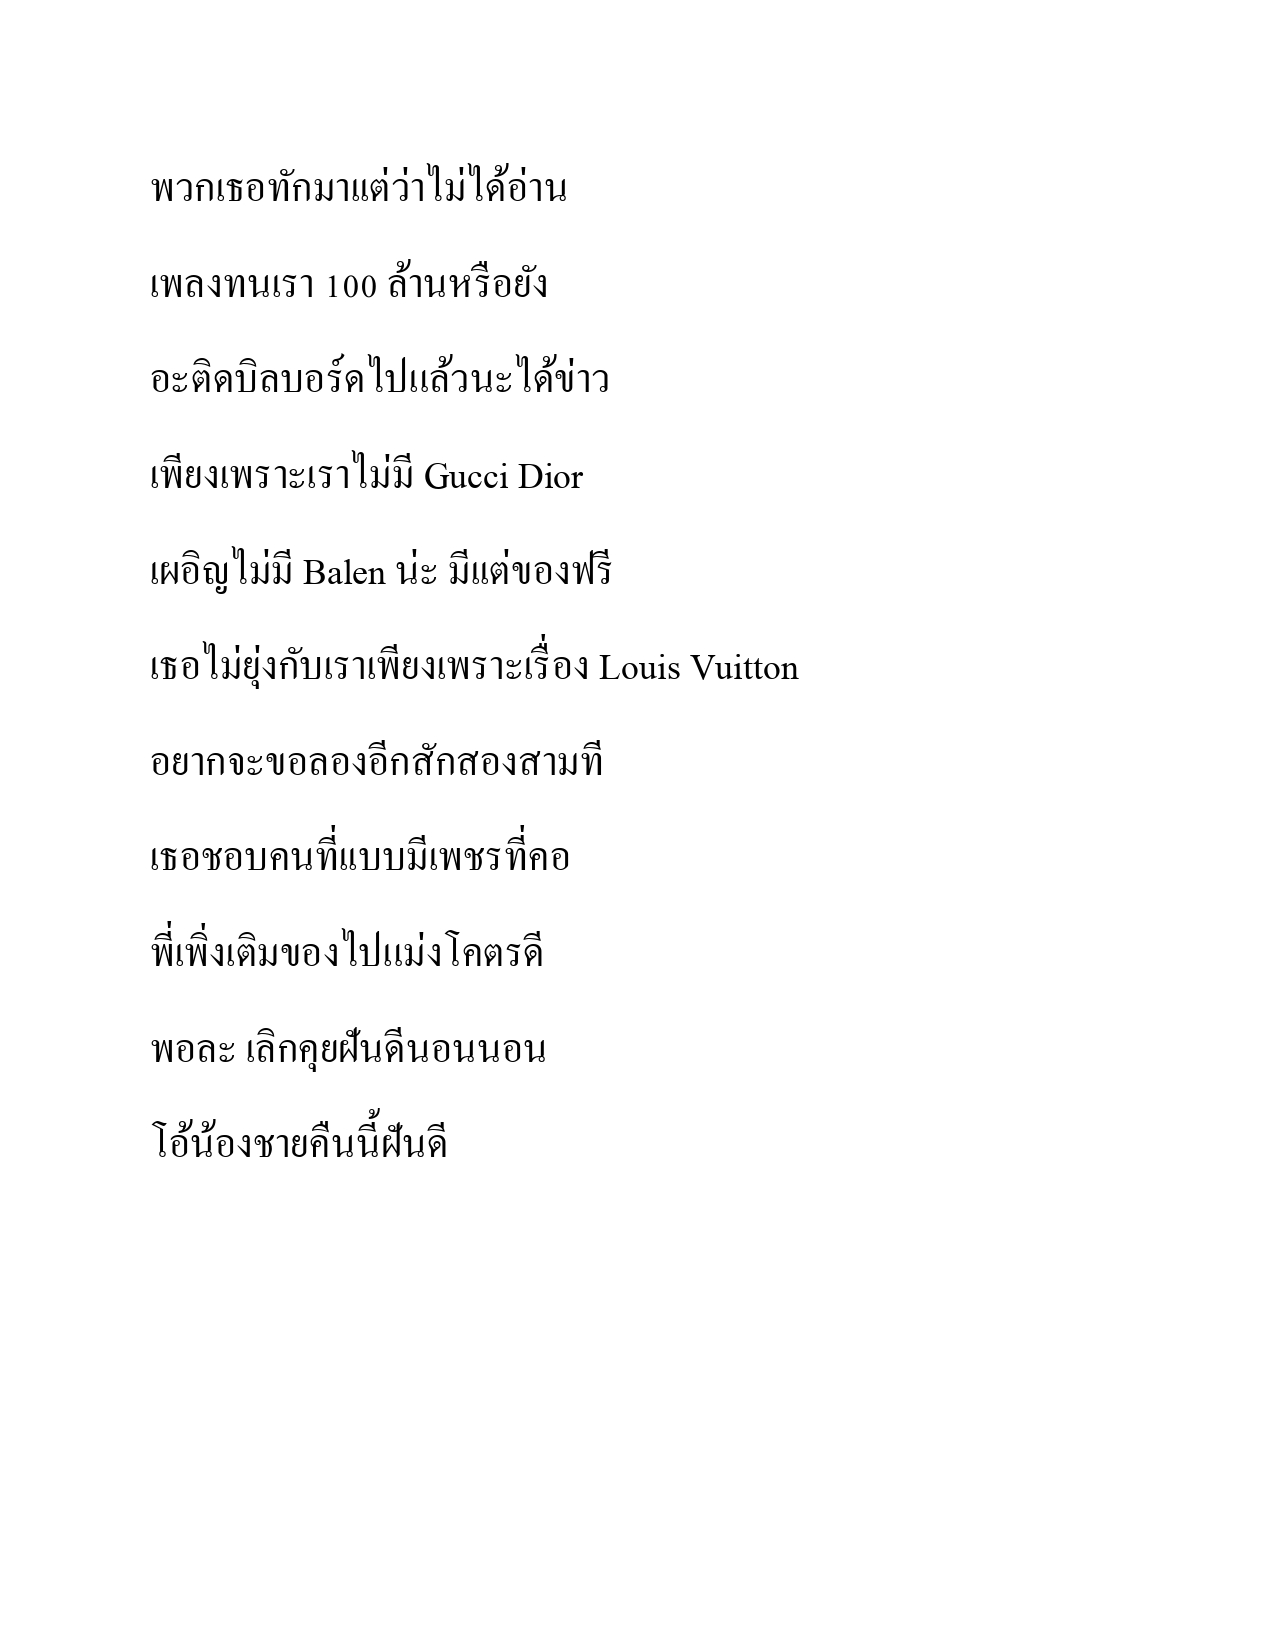 พวกเธอทักมาแต่ว่าไม่ได้อ่าน
เพลงทนเรา 100 ล้านหรือยัง
อะติดบิลบอร์ดไปแล้วนะได้ข่าว
เพียงเพราะเราไม่มี Gucci Dior
เผอิญไม่มี Balen น่ะ มีแต่ของฟรี
เธอไม่ยุ่งกับเราเพียงเพราะเรื่อง Louis Vuitton
อยากจะขอลองอีกสักสองสามที
เธอชอบคนที่แบบมีเพชรที่คอ
พี่เพิ่งเติมของไปแม่งโคตรดี
พอละ เลิกคุยฝันดีนอนนอน
โอ้น้องชายคืนนี้ฝันดี